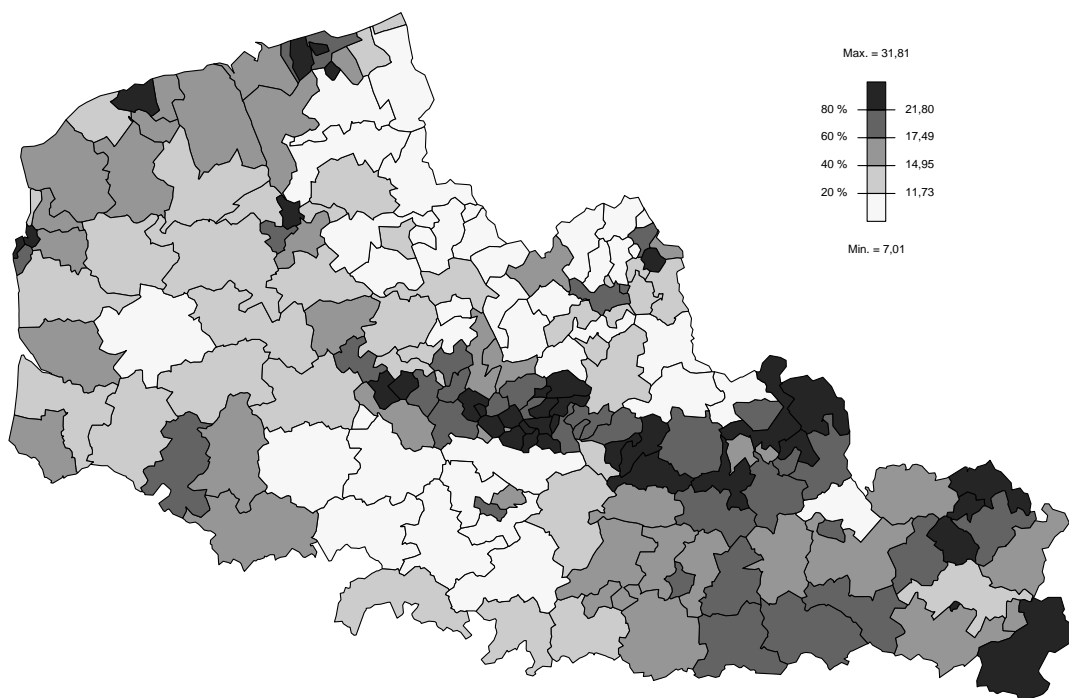 Max. = 31,81
80 % 21,80
60 % 17,49
40 % 14,95
20 % 11,73
Min. = 7,01